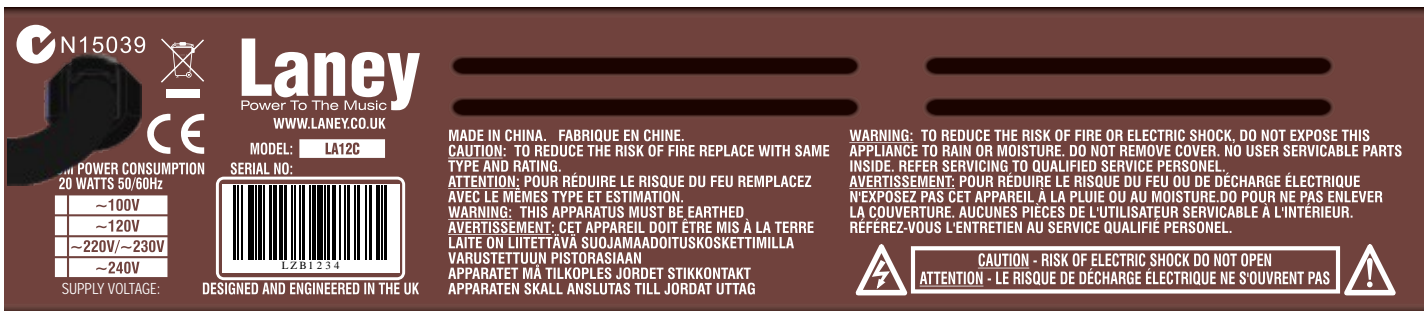 N15039
Laney
Power To The Music
WWW.LANEY.CO.UK
MODEL: LA12C
SERIAL NO:
LZB1234
DESIGNED AND ENGINEERED IN THE UK
CE
POWER CONSUMPTION
20 WATTS 50/60Hz
~100V
~120V
~220V/~230V
~240V
SUPPLY VOLTAGE:
MADE IN CHINA. FABRIQUE EN CHINE.
CAUTION: TO REDUCE THE RISK OF FIRE REPLACE WITH SAME
TYPE AND RATING.
ATTENTION: POUR RÉDUIRE LE RISQUE DU FEU REMPLACEZ
AVEC LE MÊMES TYPE ET ESTIMATION.
WARNING: THIS APPARATUS MUST BE EARTHED
AVERTISSEMENT: CET APPAREIL DOIT ÊTRE MIS À LA TERRE
LAITE ON LIITETTÄVÄ SUOJAMAADOITUSKOSKETTIMILLA
VARUSTETTUUN PISTORASIAAN
APPARATET MÅ TILKOPLES JORDET STIKKONTAKT
APPARATEN SKALL ANSLUTAS TILL JORDAT UTTAG
WARNING: TO REDUCE THE RISK OF FIRE OR ELECTRIC SHOCK, DO NOT EXPOSE THIS
APPLIANCE TO RAIN OR MOISTURE. DO NOT REMOVE COVER. NO USER SERVICABLE PARTS
INSIDE. REFER SERVICING TO QUALIFIED SERVICE PERSONEL.
AVERTISSEMENT: POUR RÉDUIRE LE RISQUE DU FEU OU DE DÉCHARGE ÉLECTRIQUE
N'EXPOSEZ PAS CET APPAREIL À LA PLUIE OU AU MOISTURE.DO POUR NE PAS ENLEVER
LA COUVERTURE. AUCUNES PIÈCES DE L'UTILISATEUR SERVICABLE À L'INTÉRIEUR.
RÉFÉREZ-VOUS L'ENTRETIEN AU SERVICE QUALIFIÉ PERSONEL.
CAUTION - RISK OF ELECTRIC SHOCK DO NOT OPEN
ATTENTION - LE RISQUE DE DÉCHARGE ÉLECTRIQUE NE S'OUVRENT PAS